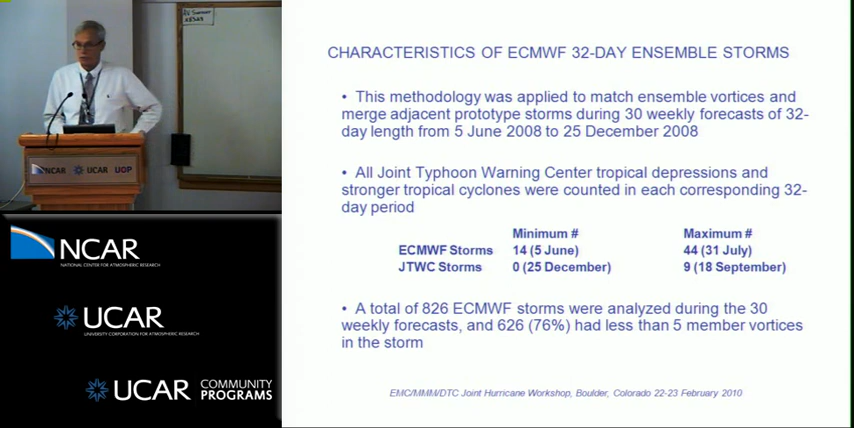 CHARACTERISTICS OF ECMWF 32-DAY ENSEMBLE STORMS
• This methodology was applied to match ensemble vortices and
merge adjacent prototype storms during 30 weekly forecasts of 32-
day length from 5 June 2008 to 25 December 2008
• All Joint Typhoon Warning Center tropical depressions and
stronger tropical cyclones were counted in each corresponding 32-
day period
Minimum # Maximum #
ECMWF Storms 14 (5 June) 44 (31 July)
JTWC Storms 0 (25 December) 9 (18 September)
• A total of 826 ECMWF storms were analyzed during the 30
weekly forecasts, and 626 (76%) had less than 5 member vortices
in the storm
EMC/MMM/DTC Joint Hurricane Workshop, Boulder, Colorado 22-23 February 2010
NCAR UCAR UOP
NCAR
NATIONAL CENTER FOR ATMOSPHERIC RESEARCH
UCAR
UNIVERSITY CORPORATION FOR ATMOSPHERIC RESEARCH
UCAR COMMUNITY
PROGRAMS